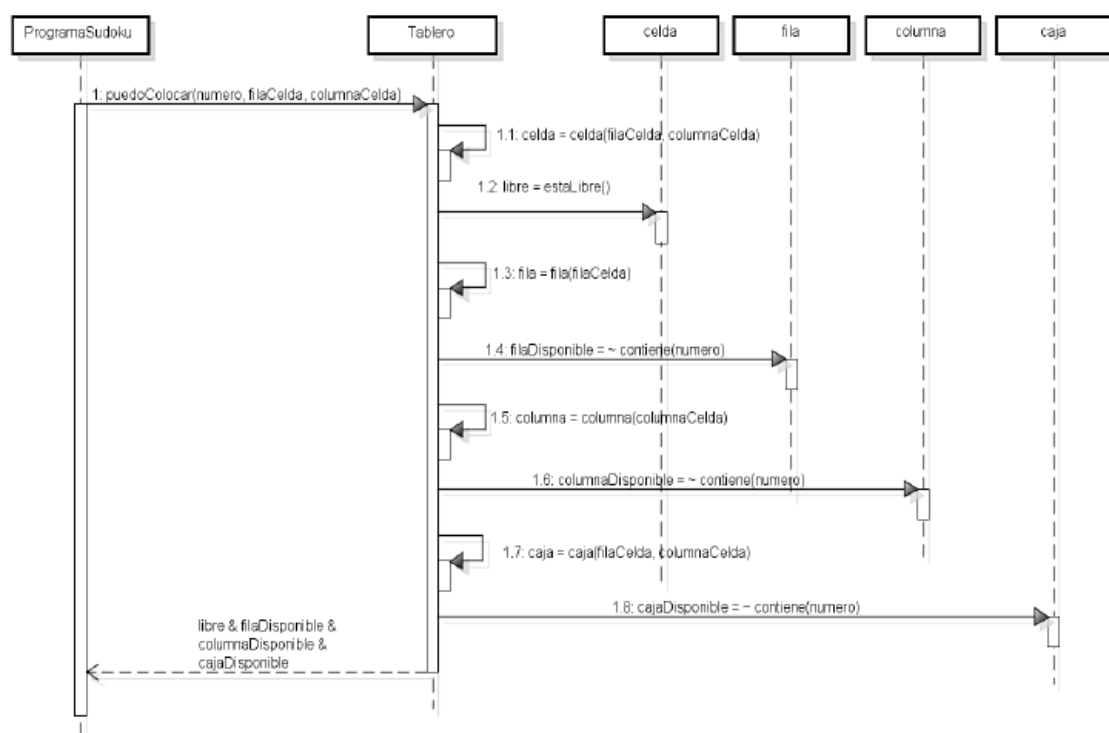 ProgramaSudoku
Tablero
celda
fila
columna
caja
1: puedoColocar(numero, filaCelda, columnaCelda)
1.1: celda = celda(filaCelda, columnaCelda)
1.2: libre = estaLibre()
1.3: fila = fila(filaCelda)
1.4: filaDisponible = ~ contiene(numero)
1.5: columna = columna(columnaCelda)
1.6: columnaDisponible = ~ contiene(numero)
1.7: caja = caja(filaCelda, columnaCelda)
1.8: cajaDisponible = ~ contiene(numero)
libre & filaDisponible &
columnaDisponible &
cajaDisponible